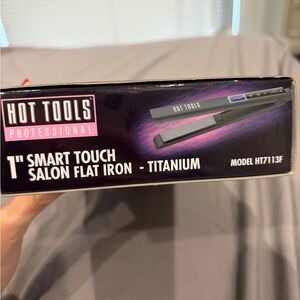 HOT TOOLS
PROFESSIONAL
HOT TOOLS
1" SMART TOUCH
SALON FLAT IRON - TITANIUM
MODEL HT7113F